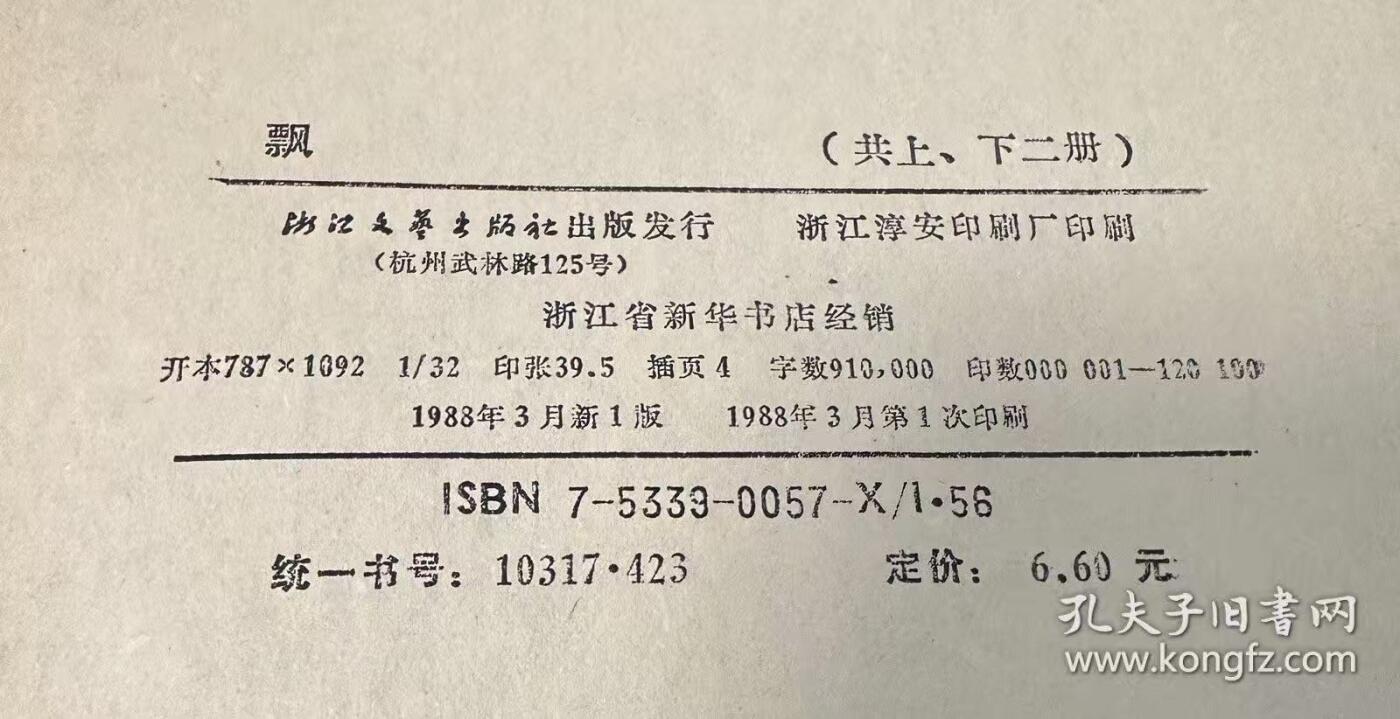 飘 (共上、下二册)
浙江文艺出版社出版发行 浙江淳安印刷厂印刷
(杭州武林路125号)
浙江省新华书店经销
开本787×1092 1/32 印张39.5 插页4 字数910,000 印数000 001—120 100
1988年3月新1版 1988年3月第1次印刷
ISBN 7-5339-0057-X/I·56
统一书号：10317·423 定价：6.60元
孔夫子旧書网
www.kongfz.com